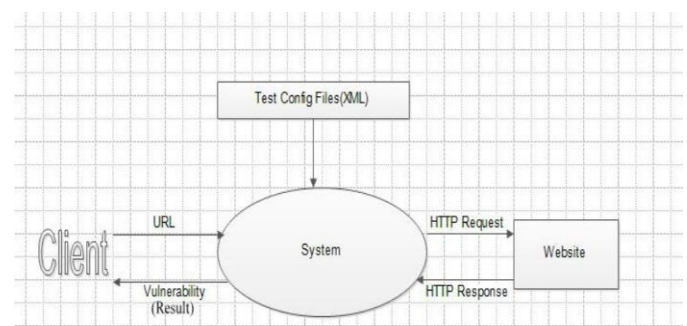 Test Config Files(XML)
URL
HTTP Request
Client
System
Website
Vulnerability
(Result)
HTTP Response